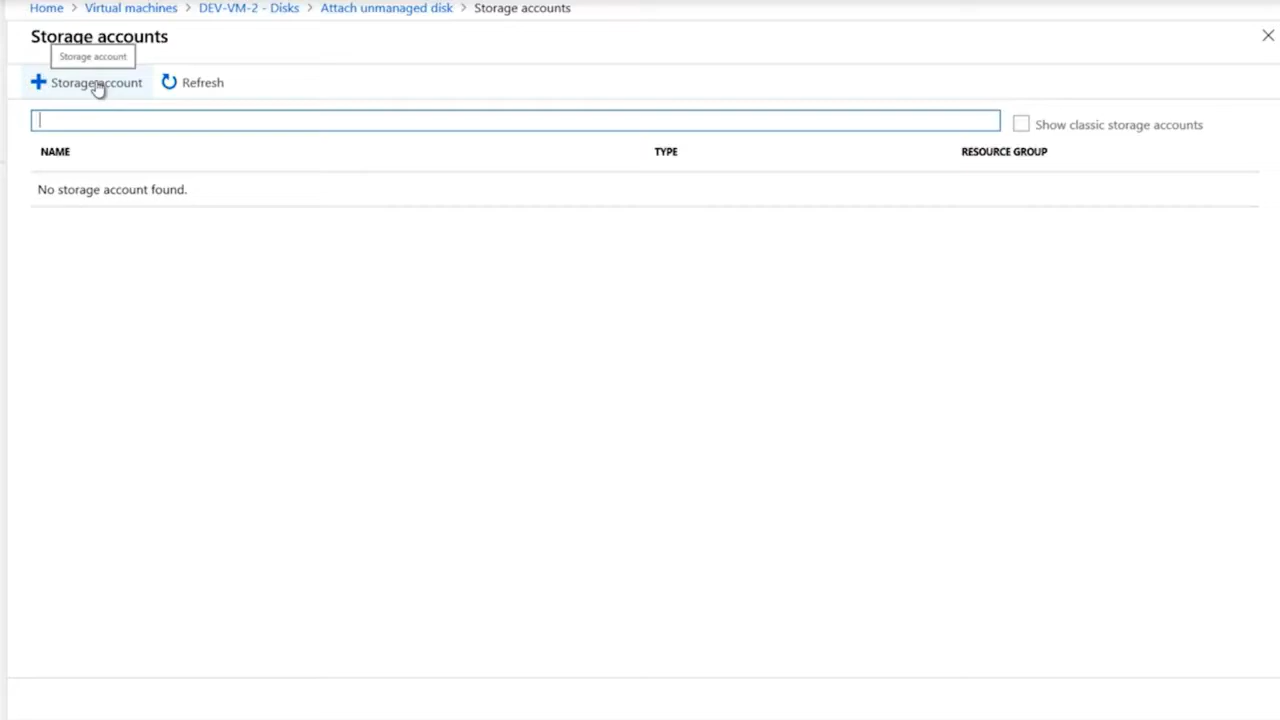 Home > Virtual machines > DEV-VM-2 - Disks > Attach unmanaged disk > Storage accounts
Storage accounts
Storage account
Storage account Refresh
Show classic storage accounts
NAME TYPE RESOURCE GROUP
No storage account found.